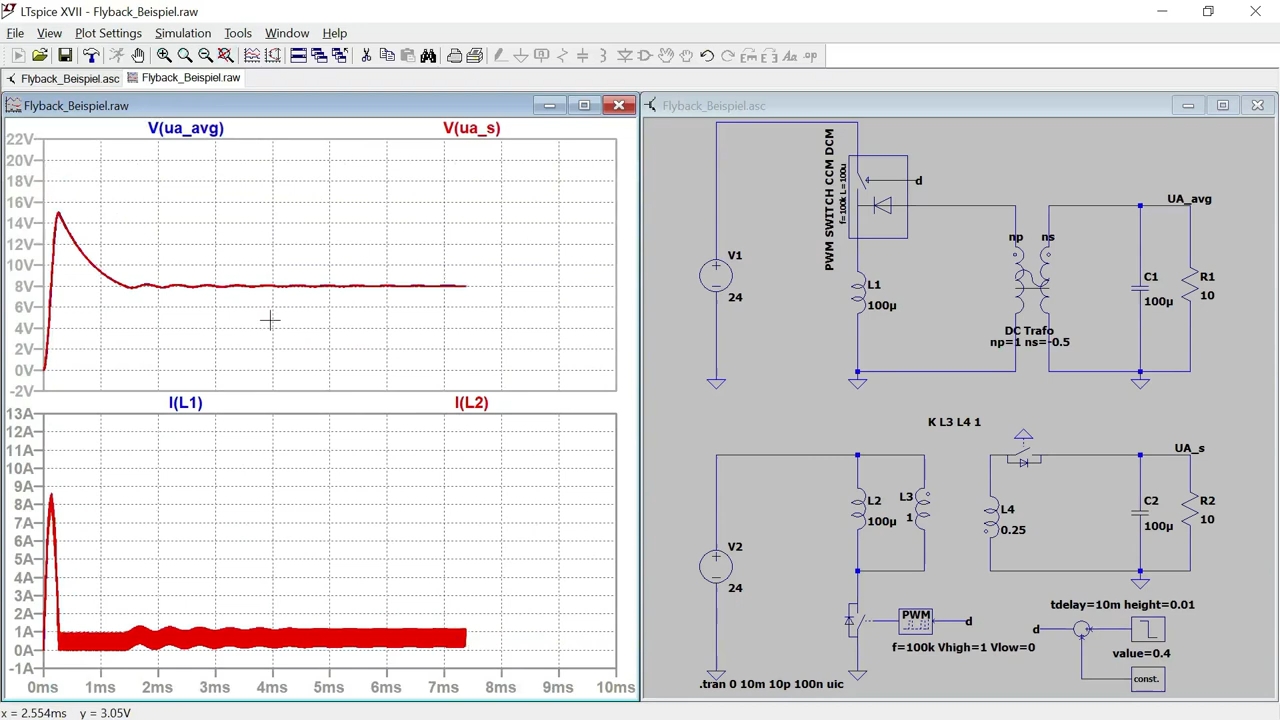 LTspice XVII - Flyback_Beispiel.raw
File View Plot Settings Simulation Tools Window Help
Flyback_Beispiel.asc Flyback_Beispiel.raw
Flyback_Beispiel.raw
V(ua_avg) V(ua_s)
22V
20V
18V
16V
14V
12V
10V
8V
6V
4V
2V
0V
-2V
I(L1) I(L2)
13A
12A
11A
10A
9A
8A
7A
6A
5A
4A
3A
2A
1A
0A
-1A
0ms 1ms 2ms 3ms 4ms 5ms 6ms 7ms 8ms 9ms 10ms
Flyback_Beispiel.asc
PWM SWITCH CCM DCM
f=100k L=100u
d
UA_avg
np ns
V1
24
L1
100µ
DC Trafo
np=1 ns=-0.5
C1
100µ
R1
10
K L3 L4 1
UA_s
L2
100µ
L3
1
L4
0.25
C2
100µ
R2
10
V2
24
PWM
d
f=100k Vhigh=1 Vlow=0
tdelay=10m height=0.01
d
value=0.4
const.
.tran 0 10m 10p 100n uic
x = 2.554ms y = 3.05V